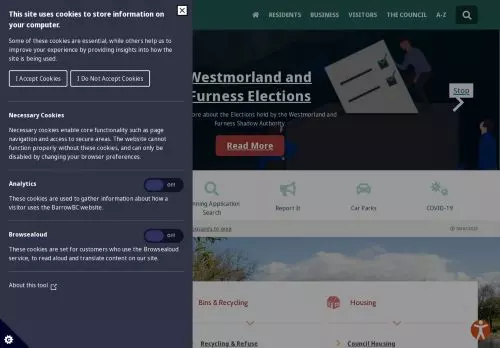 This site uses cookies to store information on
your computer.
Some of these cookies are essential, while others help us to
improve your experience by providing insights into how the
site is being used.
I Accept Cookies
I Do Not Accept Cookies
Necessary Cookies
Necessary cookies enable core functionality such as page
navigation and access to secure areas. The website cannot
function properly without these cookies, and can only be
disabled by changing your browser preferences.
Analytics
Off
These cookies are used to gather information about how a
visitor uses the BarrowBC website.
Browsealoud
Off
These cookies are set for customers who use the Browsealoud
service, to read aloud and translate content on our site.
About this tool
RESIDENTS
BUSINESS
VISITORS
THE COUNCIL
A-Z
Westmorland and
Furness Elections
Stop
ore about the Elections held by the Westmorland and
Furness Shadow Authority
Read More
nning Application
Search
Report It
Car Parks
COVID-19
Bins & Recycling
Housing
Recycling & Refuse
Council Housing